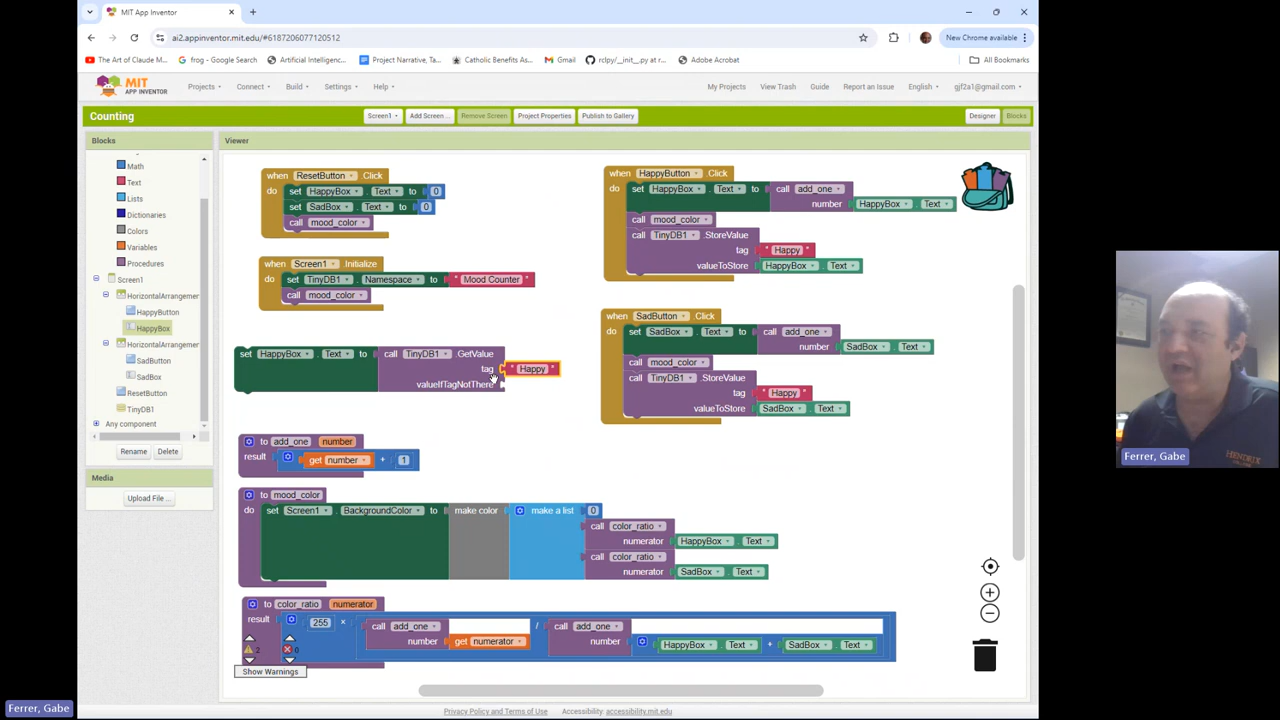 MIT App Inventor
ai2.appinventor.mit.edu/#6187206077120512
New Chrome available
The Art of Claude M...
frog - Google Search
Artificial Intelligenc...
Project Narrative, Ta...
Catholic Benefits As...
Gmail
rclpy/__init__.py at r...
Adobe Acrobat
All Bookmarks
MIT
APP INVENTOR
Projects
Connect
Build
Settings
Help
My Projects
View Trash
Guide
Report an Issue
English
gjf2a1@gmail.com
Counting
Screen1
Add Screen ...
Remove Screen
Project Properties
Publish to Gallery
Designer
Blocks
Blocks
Math
Text
Lists
Dictionaries
Colors
Variables
Procedures
Screen1
HorizontalArrangemen
HappyButton
HappyBox
HorizontalArrangemen
SadButton
SadBox
ResetButton
TinyDB1
Any component
Rename
Delete
Media
Upload File ...
Viewer
when ResetButton .Click
do set HappyBox . Text to 0
set SadBox . Text to 0
call mood_color
when Screen1 .Initialize
do set TinyDB1 . Namespace to " Mood Counter "
call mood_color
set HappyBox . Text to call TinyDB1 .GetValue
tag " Happy "
valueIfTagNotThere
when HappyButton .Click
do set HappyBox . Text to call add_one
number HappyBox . Text
call mood_color
call TinyDB1 .StoreValue
tag " Happy "
valueToStore HappyBox . Text
when SadButton .Click
do set SadBox . Text to call add_one
number SadBox . Text
call mood_color
call TinyDB1 .StoreValue
tag " Happy "
valueToStore SadBox . Text
to add_one number
result get number + 1
to mood_color
do set Screen1 . BackgroundColor to make color make a list 0
call color_ratio
numerator HappyBox . Text
call color_ratio
numerator SadBox . Text
to color_ratio numerator
result 255 × call add_one / call add_one
number get numerator number HappyBox . Text + SadBox . Text
2 0
Show Warnings
Privacy Policy and Terms of Use
Accessibility: accessibility.mit.edu
HENDRIX
Ferrer, Gabe
Ferrer, Gabe